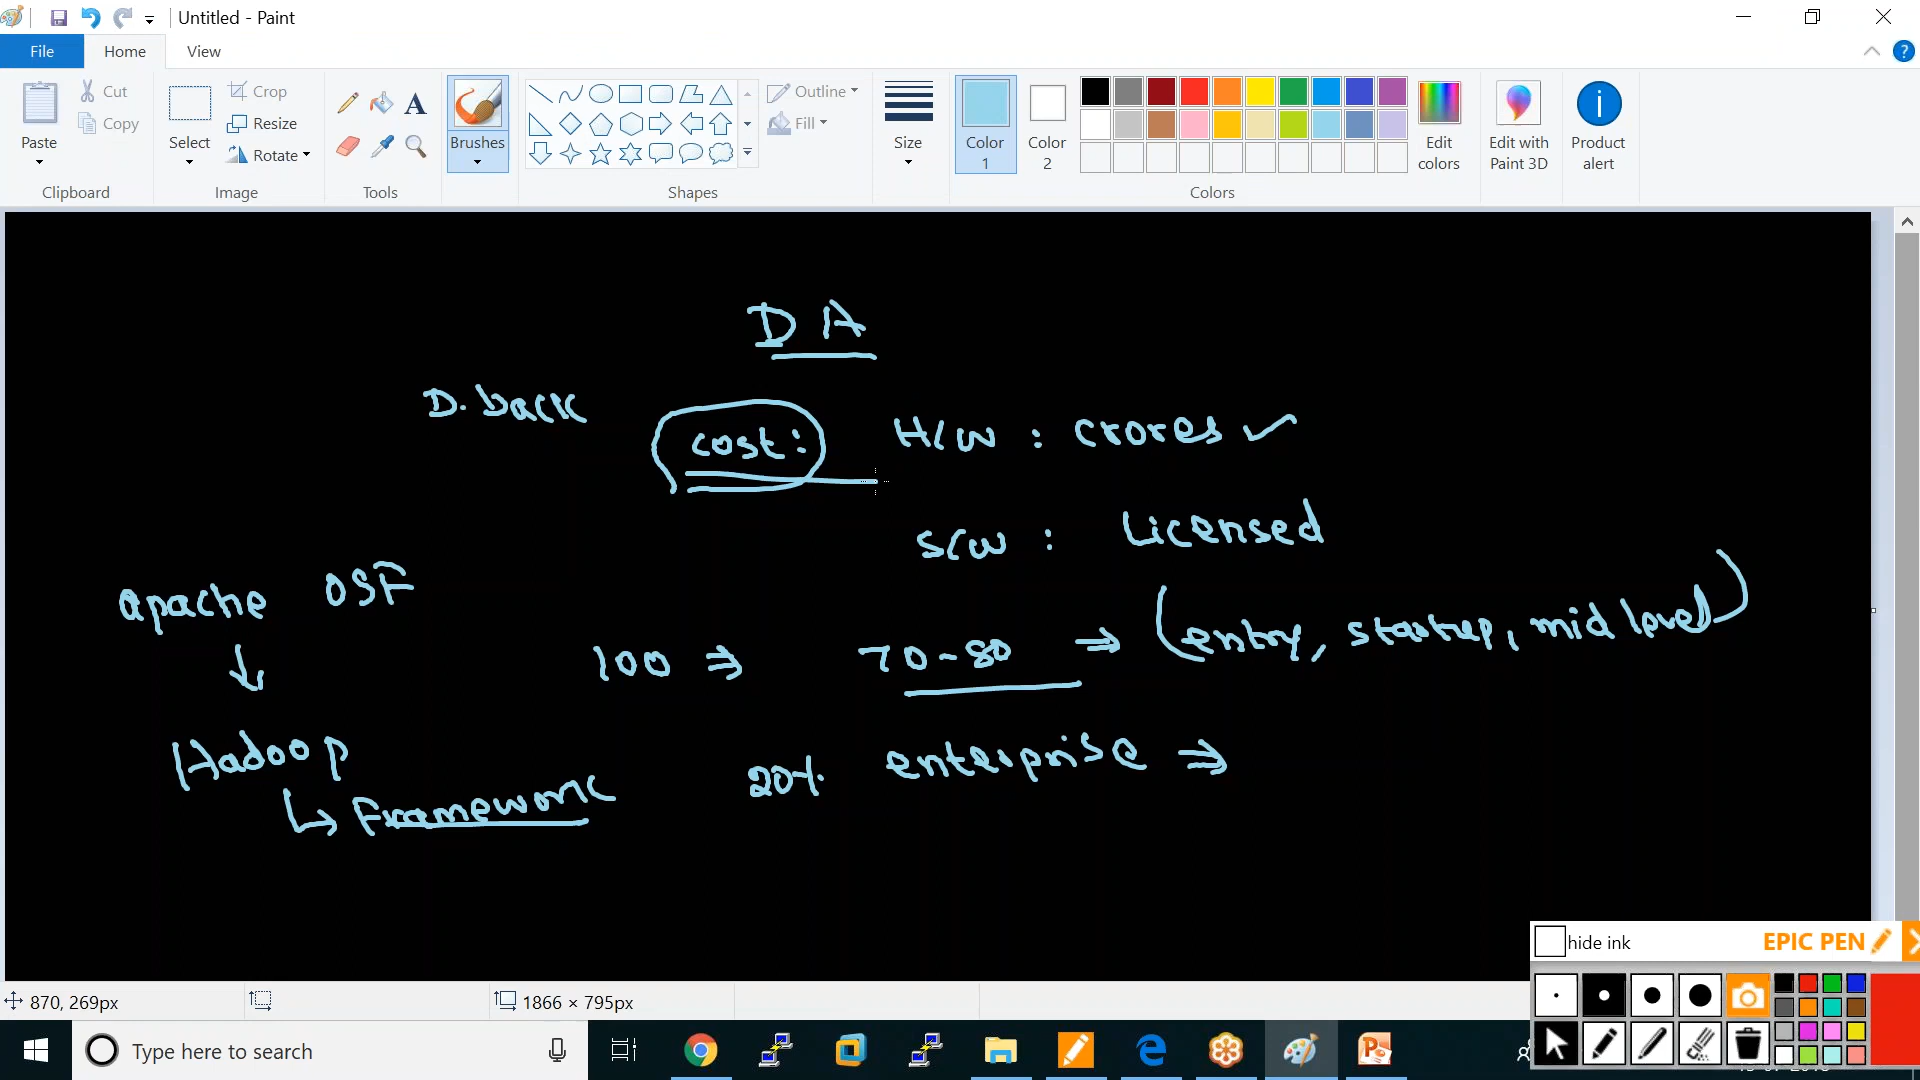 Untitled - Paint
File Home View
Paste
Cut
Copy
Clipboard
Select
Crop
Resize
Rotate
Image
Tools
Brushes
Outline
Fill
Shapes
Size
Color 1
Color 2
Colors
Edit colors
Edit with Paint 3D
Product alert
D A
D. back
cost: H/W : crores
S/W : Licensed
apache OSF
100 ⇒ 70-80 ⇒ (entry, startup, mid level)
Hadoop
20% enterprise ⇒
Framework
hide ink EPIC PEN
870, 269px 1866 × 795px
Type here to search